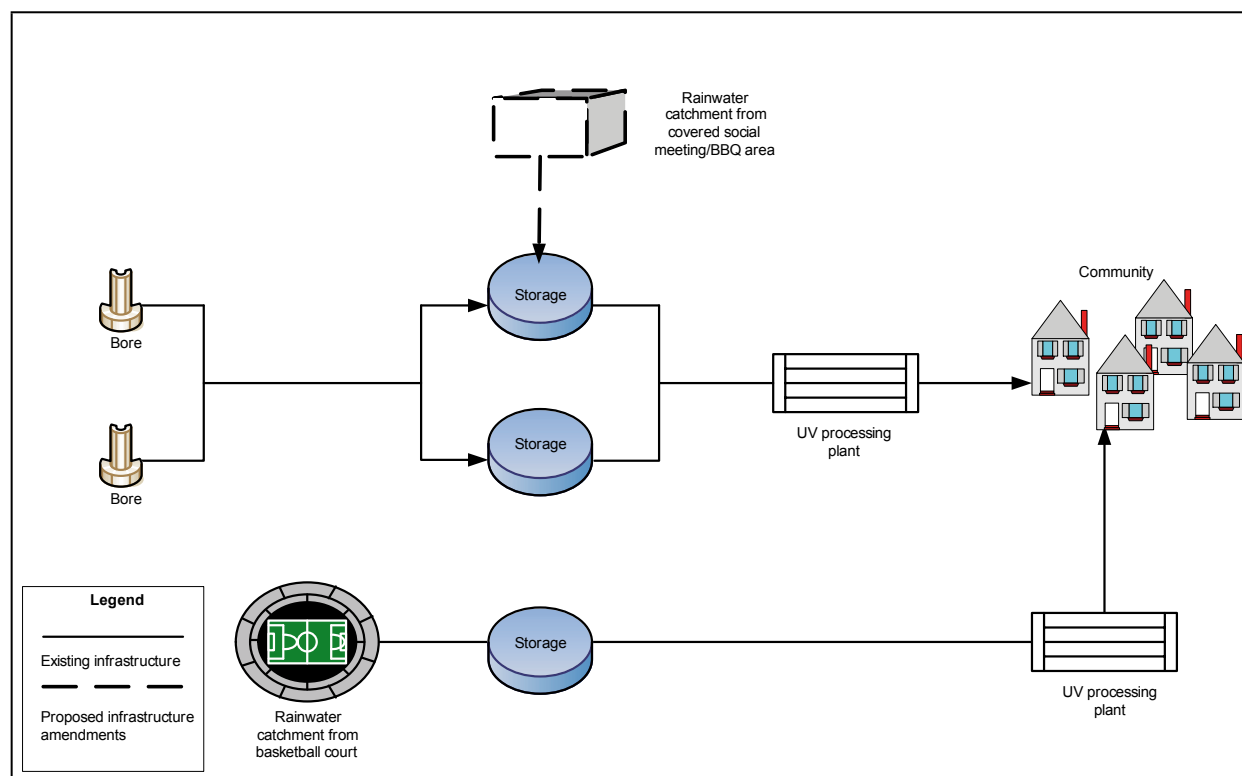 Rainwater
catchment from
covered social
meeting/BBQ area
Community
Storage
Bore
Storage
UV processing
plant
Bore
Legend
Existing infrastructure
Proposed infrastructure
amendments
Storage
Rainwater
catchment from
basketball court
UV processing
plant